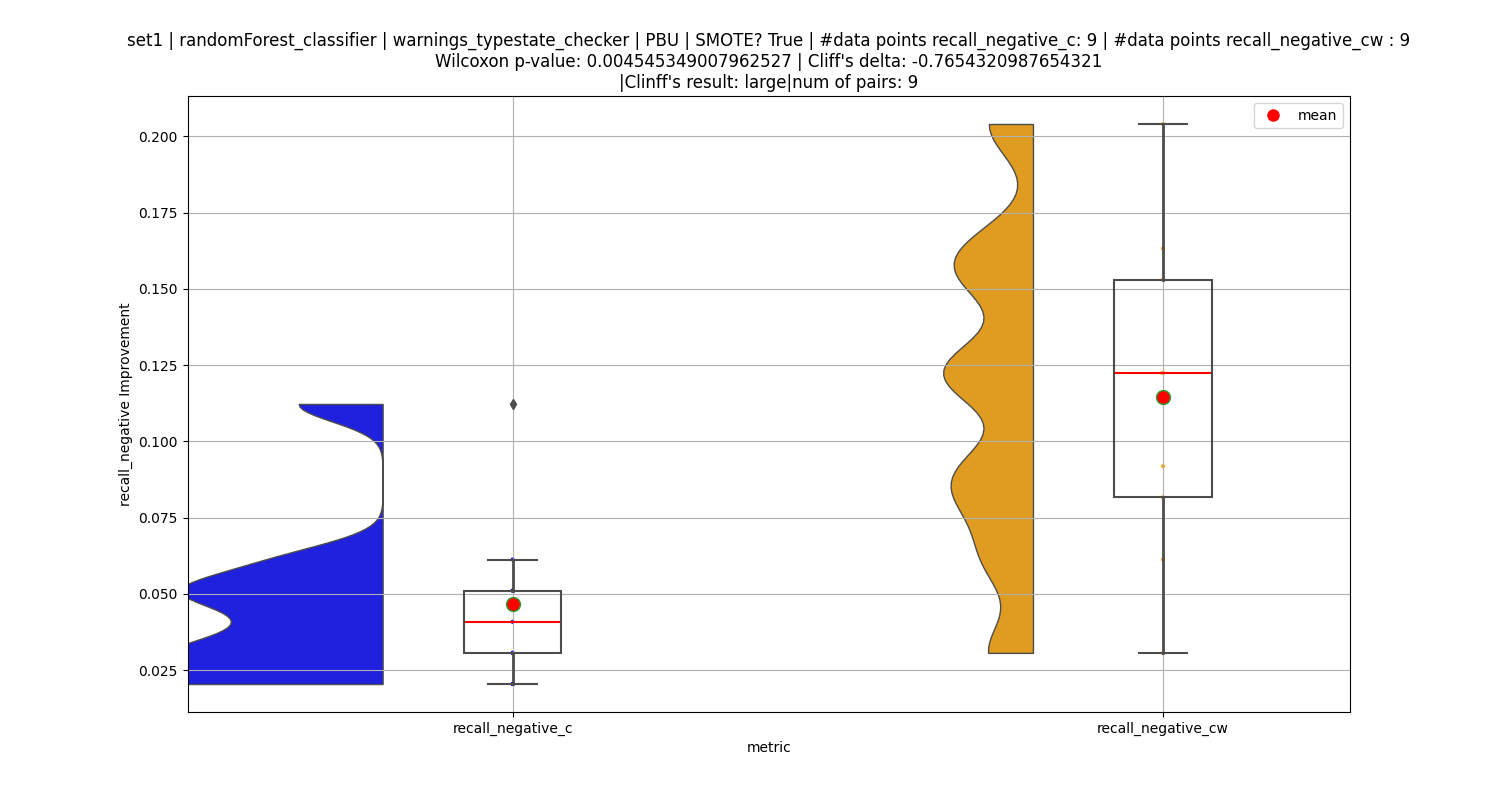 set1 | randomForest_classifier | warnings_typestate_checker | PBU | SMOTE? True | #data points recall_negative_c: 9 | #data points recall_negative_cw : 9
Wilcoxon p-value: 0.004545349007962527 | Cliff's delta: -0.7654320987654321
|Clinff's result: large|num of pairs: 9
mean
0.200
0.175
0.150
0.125
0.100
0.075
0.050
0.025
recall_negative Improvement
recall_negative_c
recall_negative_cw
metric